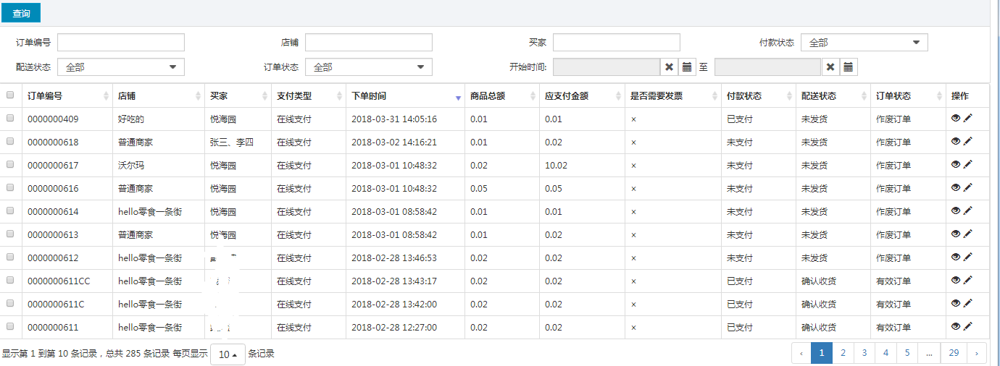 查询
订单编号 店铺 买家 付款状态 全部
配送状态 全部 订单状态 全部 开始时间: 至
订单编号 店铺 买家 支付类型 下单时间 商品总额 应支付金额 是否需要发票 付款状态 配送状态 订单状态 操作
0000000409 好吃的 悦海园 在线支付 2018-03-31 14:05:16 0.01 0.01 × 已支付 未发货 作废订单
0000000618 普通商家 张三、李四 在线支付 2018-03-02 14:16:21 0.01 0.02 × 未支付 未发货 作废订单
0000000617 沃尔玛 悦海园 在线支付 2018-03-01 10:48:32 0.02 10.02 × 未支付 未发货 作废订单
0000000616 普通商家 悦海园 在线支付 2018-03-01 10:48:32 0.05 0.05 × 未支付 未发货 作废订单
0000000614 hello零食一条街 悦海园 在线支付 2018-03-01 08:58:42 0.01 0.01 × 未支付 未发货 作废订单
0000000613 普通商家 悦海园 在线支付 2018-03-01 08:58:42 0.01 0.02 × 未支付 未发货 作废订单
0000000612 hello零食一条街 在线支付 2018-02-28 13:46:53 0.02 0.02 × 未支付 未发货 作废订单
0000000611CC hello零食一条街 在线支付 2018-02-28 13:43:17 0.02 0.02 × 已支付 确认收货 有效订单
0000000611C hello零食一条街 在线支付 2018-02-28 13:42:00 0.02 0.02 × 已支付 确认收货 有效订单
0000000611 hello零食一条街 在线支付 2018-02-28 12:27:00 0.02 0.02 × 已支付 确认收货 有效订单
显示第 1 到第 10 条记录，总共 285 条记录 每页显示 10 条记录 ‹ 1 2 3 4 5 ... 29 ›